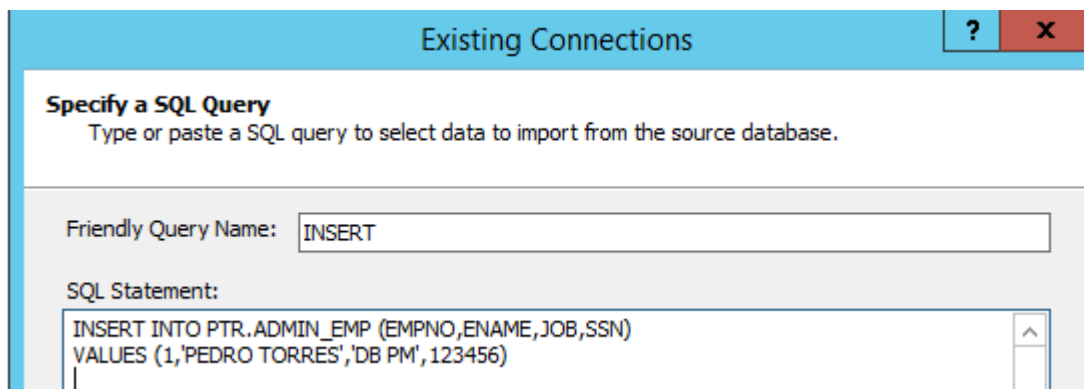 Existing Connections
?
x
Specify a SQL Query
Type or paste a SQL query to select data to import from the source database.
Friendly Query Name:
INSERT
SQL Statement:
INSERT INTO PTR.ADMIN_EMP (EMPNO,ENAME,JOB,SSN)
VALUES (1,'PEDRO TORRES','DB PM',123456)